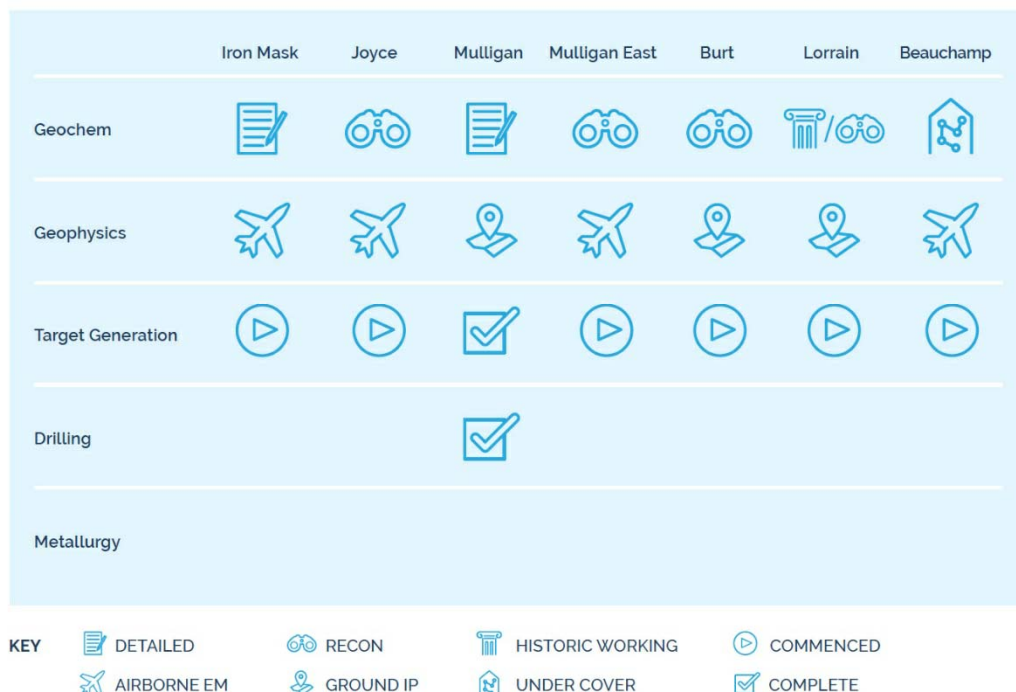 Iron Mask Joyce Mulligan Mulligan East Burt Lorrain Beauchamp
Geochem
/
Geophysics
Target Generation
Drilling
Metallurgy
KEY DETAILED RECON HISTORIC WORKING COMMENCED
AIRBORNE EM GROUND IP UNDER COVER COMPLETE